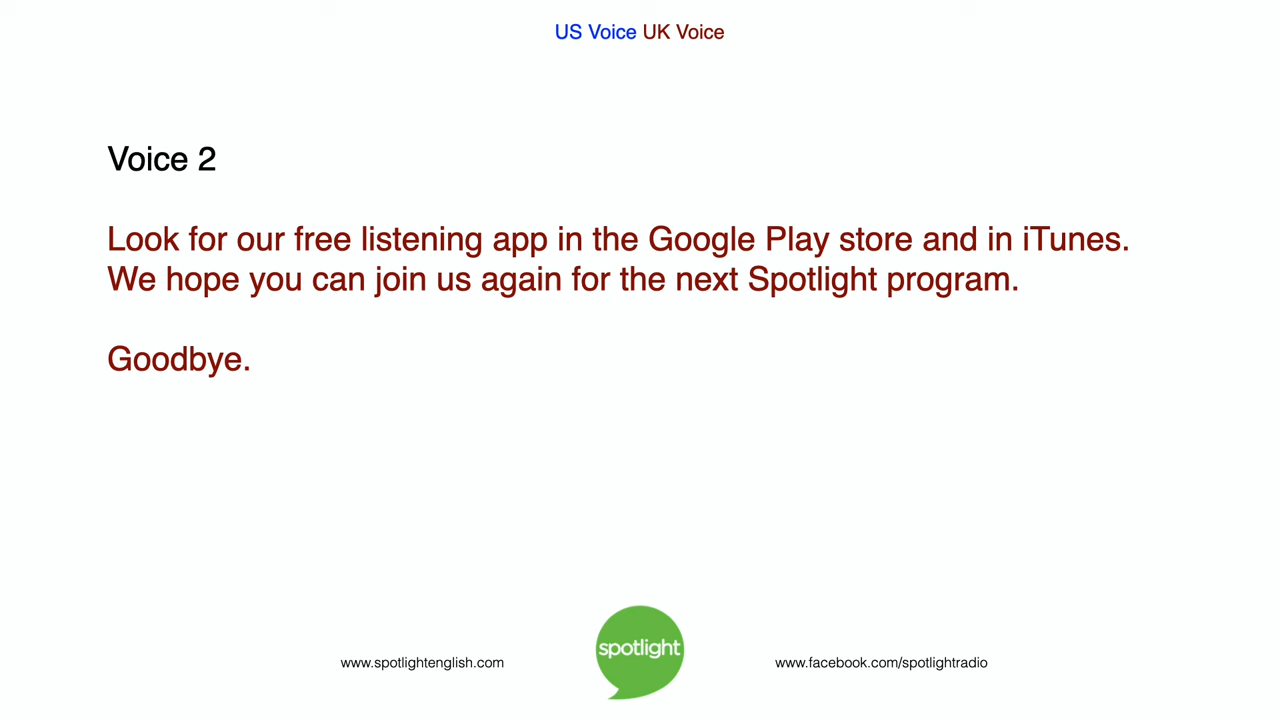 US Voice UK Voice
Voice 2
Look for our free listening app in the Google Play store and in iTunes.
We hope you can join us again for the next Spotlight program.
Goodbye.
spotlight
www.spotlightenglish.com
www.facebook.com/spotlightradio